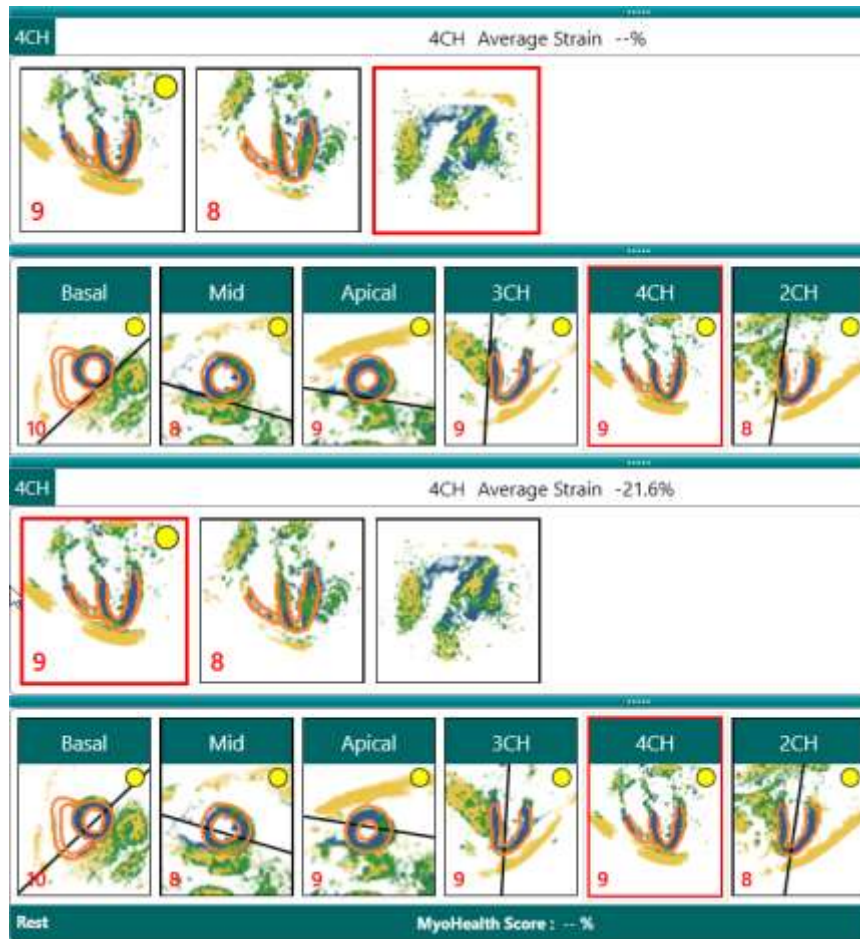 4CH 4CH Average Strain --%
9 8
Basal Mid Apical 3CH 4CH 2CH
10 8 9 9 9 8
4CH 4CH Average Strain -21.6%
9 8
Basal Mid Apical 3CH 4CH 2CH
10 8 9 9 9 8
Rest MyoHealth Score : -- %